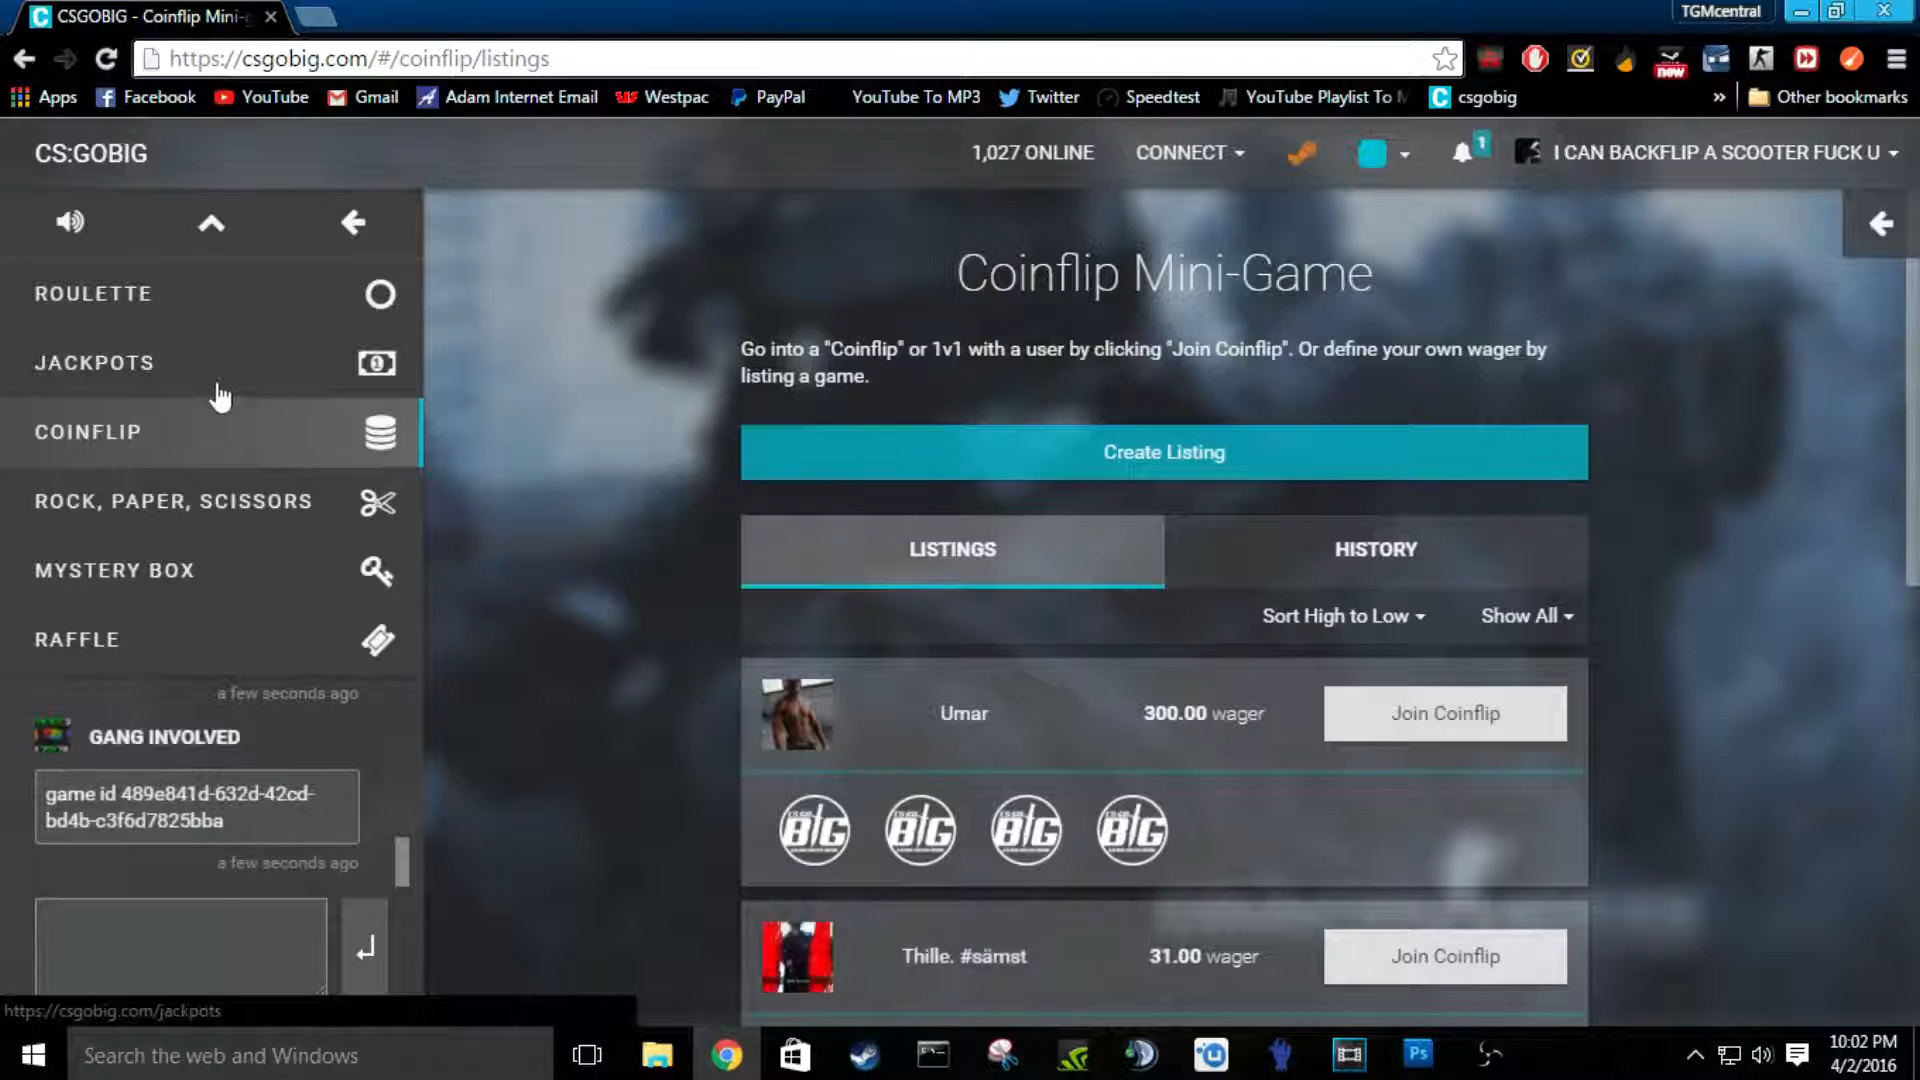 CSGOBIG - Coinflip Mini-
TGMcentral
https://csgobig.com/#/coinflip/listings
new
Apps
Facebook
YouTube
Gmail
Adam Internet Email
Westpac
PayPal
YouTube To MP3
Twitter
Speedtest
YouTube Playlist To M
csgobig
»
Other bookmarks
CS:GOBIG
1,027 ONLINE
CONNECT
1
I CAN BACKFLIP A SCOOTER FUCK U
ROULETTE
JACKPOTS
COINFLIP
ROCK, PAPER, SCISSORS
MYSTERY BOX
RAFFLE
a few seconds ago
GANG INVOLVED
game id 489e841d-632d-42cd-
bd4b-c3f6d7825bba
a few seconds ago
Coinflip Mini-Game
Go into a "Coinflip" or 1v1 with a user by clicking "Join Coinflip". Or define your own wager by
listing a game.
Create Listing
LISTINGS
HISTORY
Sort High to Low
Show All
Umar
300.00 wager
Join Coinflip
BIG
BIG
BIG
BIG
Thille. #sämst
31.00 wager
Join Coinflip
https://csgobig.com/jackpots
Search the web and Windows
Ps
10:02 PM
4/2/2016